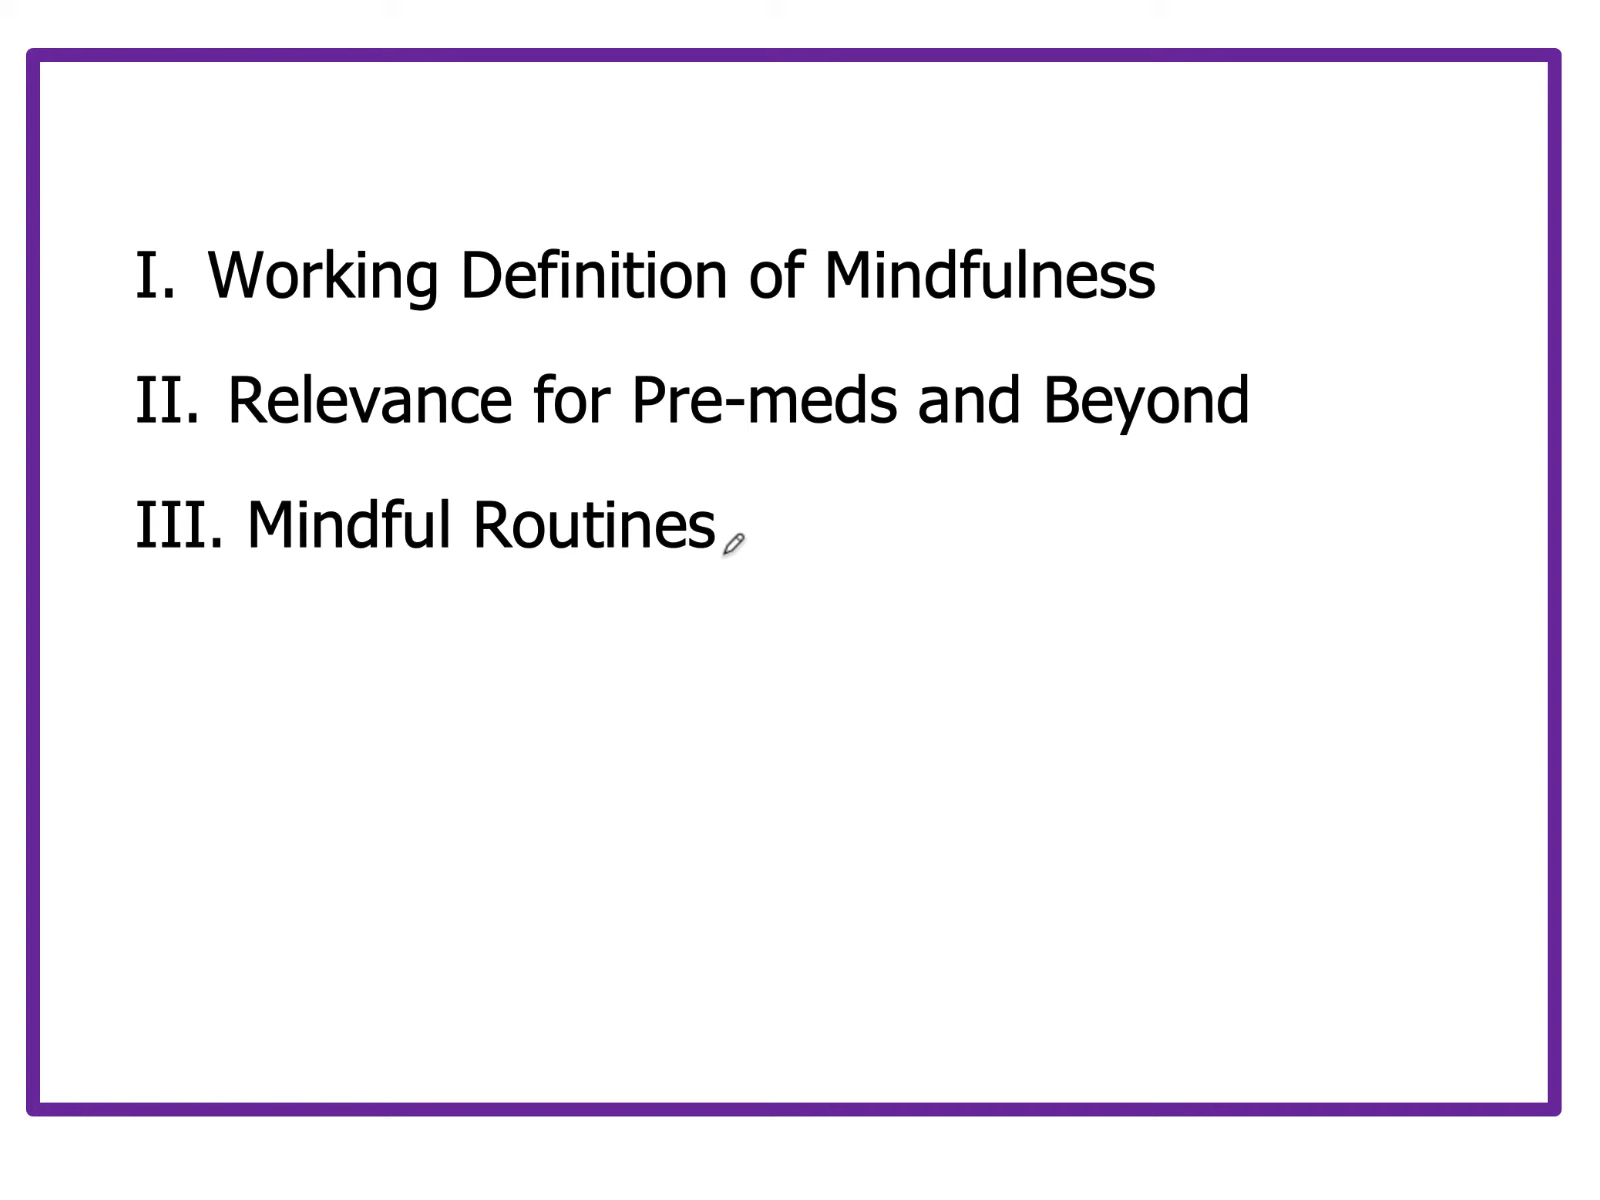 I. Working Definition of Mindfulness
II. Relevance for Pre-meds and Beyond
III. Mindful Routines